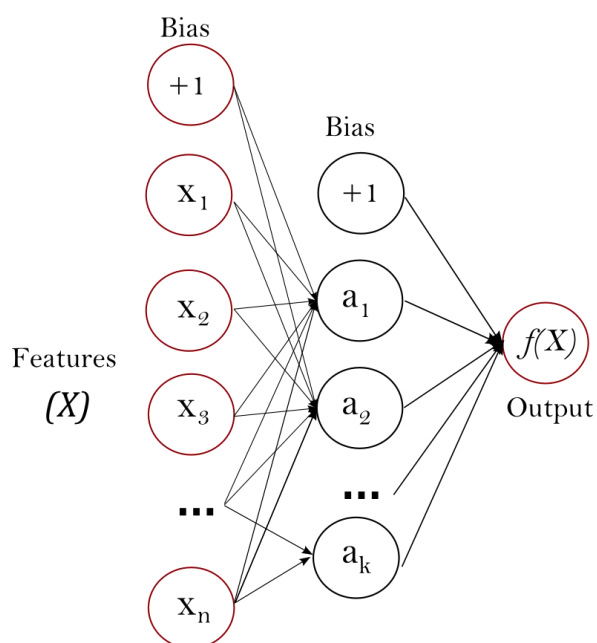 Bias
+1
x₁
x₂
x₃
...
xₙ
Features
(X)
Bias
+1
a₁
a₂
...
aₖ
f(X)
Output